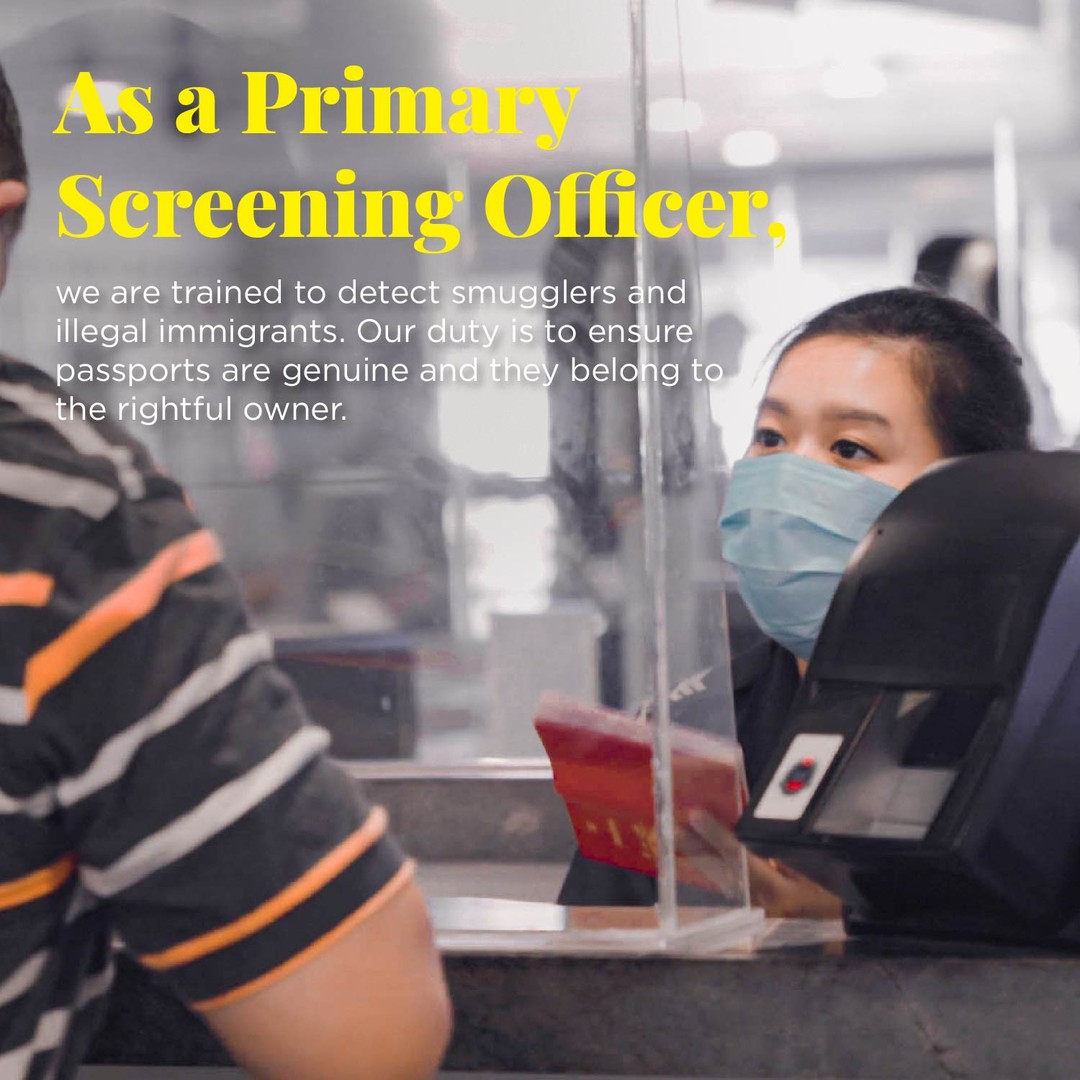 As a Primary
Screening Officer,
we are trained to detect smugglers and
illegal immigrants. Our duty is to ensure
passports are genuine and they belong to
the rightful owner.